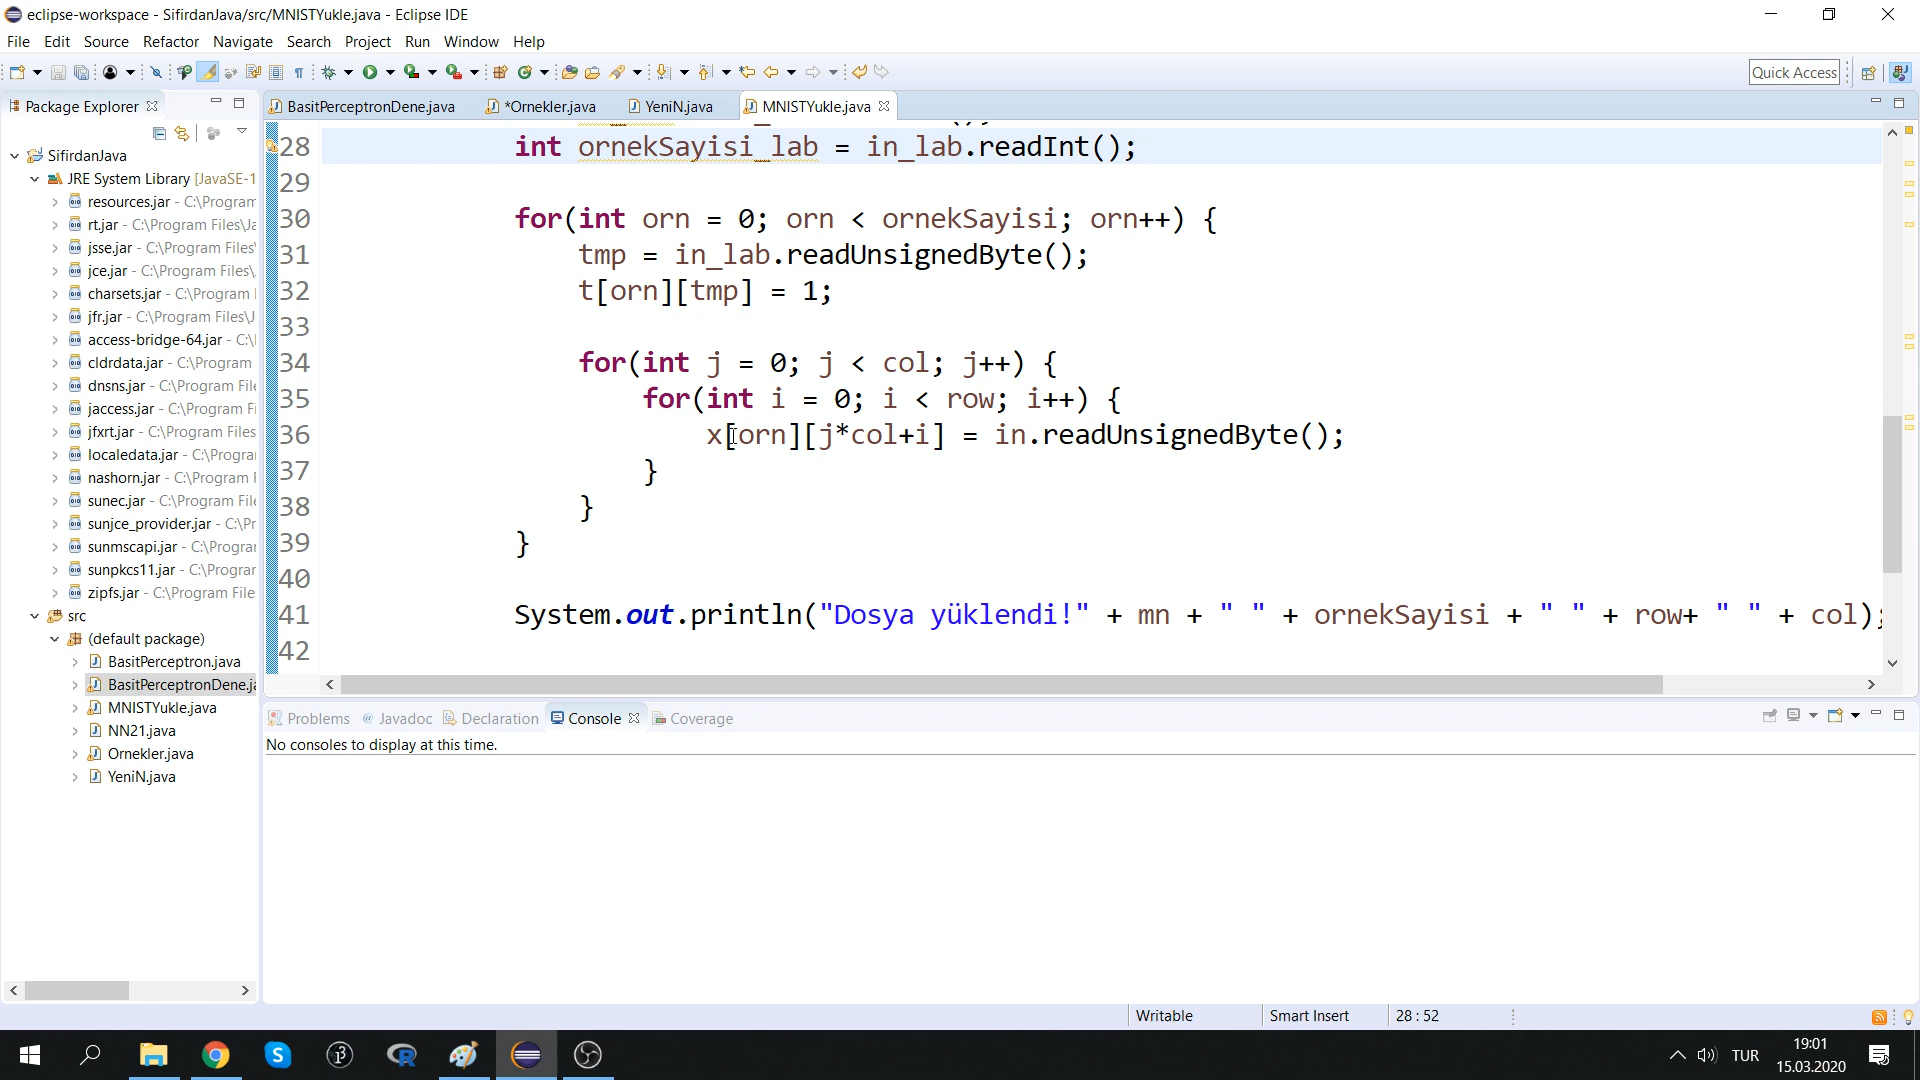 eclipse-workspace - SifirdanJava/src/MNISTYukle.java - Eclipse IDE
File Edit Source Refactor Navigate Search Project Run Window Help
Quick Access
Package Explorer
BasitPerceptronDene.java *Ornekler.java YeniN.java MNISTYukle.java
SifirdanJava
JRE System Library [JavaSE-1
resources.jar - C:\Program
rt.jar - C:\Program Files\Ja
jsse.jar - C:\Program Files\
jce.jar - C:\Program Files\
charsets.jar - C:\Program
jfr.jar - C:\Program Files\J
access-bridge-64.jar - C:\
cldrdata.jar - C:\Program
dnsns.jar - C:\Program File
jaccess.jar - C:\Program Fi
jfxrt.jar - C:\Program Files
localedata.jar - C:\Progra
nashorn.jar - C:\Program F
sunec.jar - C:\Program File
sunjce_provider.jar - C:\Pr
sunmscapi.jar - C:\Progra
sunpkcs11.jar - C:\Prograr
zipfs.jar - C:\Program File
src
(default package)
BasitPerceptron.java
BasitPerceptronDene.ja
MNISTYukle.java
NN21.java
Ornekler.java
YeniN.java
28 int ornekSayisi_lab = in_lab.readInt();
29
30 for(int orn = 0; orn < ornekSayisi; orn++) {
31 tmp = in_lab.readUnsignedByte();
32 t[orn][tmp] = 1;
33
34 for(int j = 0; j < col; j++) {
35 for(int i = 0; i < row; i++) {
36 x[orn][j*col+i] = in.readUnsignedByte();
37 }
38 }
39 }
40
41 System.out.println("Dosya yüklendi!" + mn + " " + ornekSayisi + " " + row+ " " + col);
42
Problems Javadoc Declaration Console Coverage
No consoles to display at this time.
Writable Smart Insert 28 : 52
TUR
19:01
15.03.2020